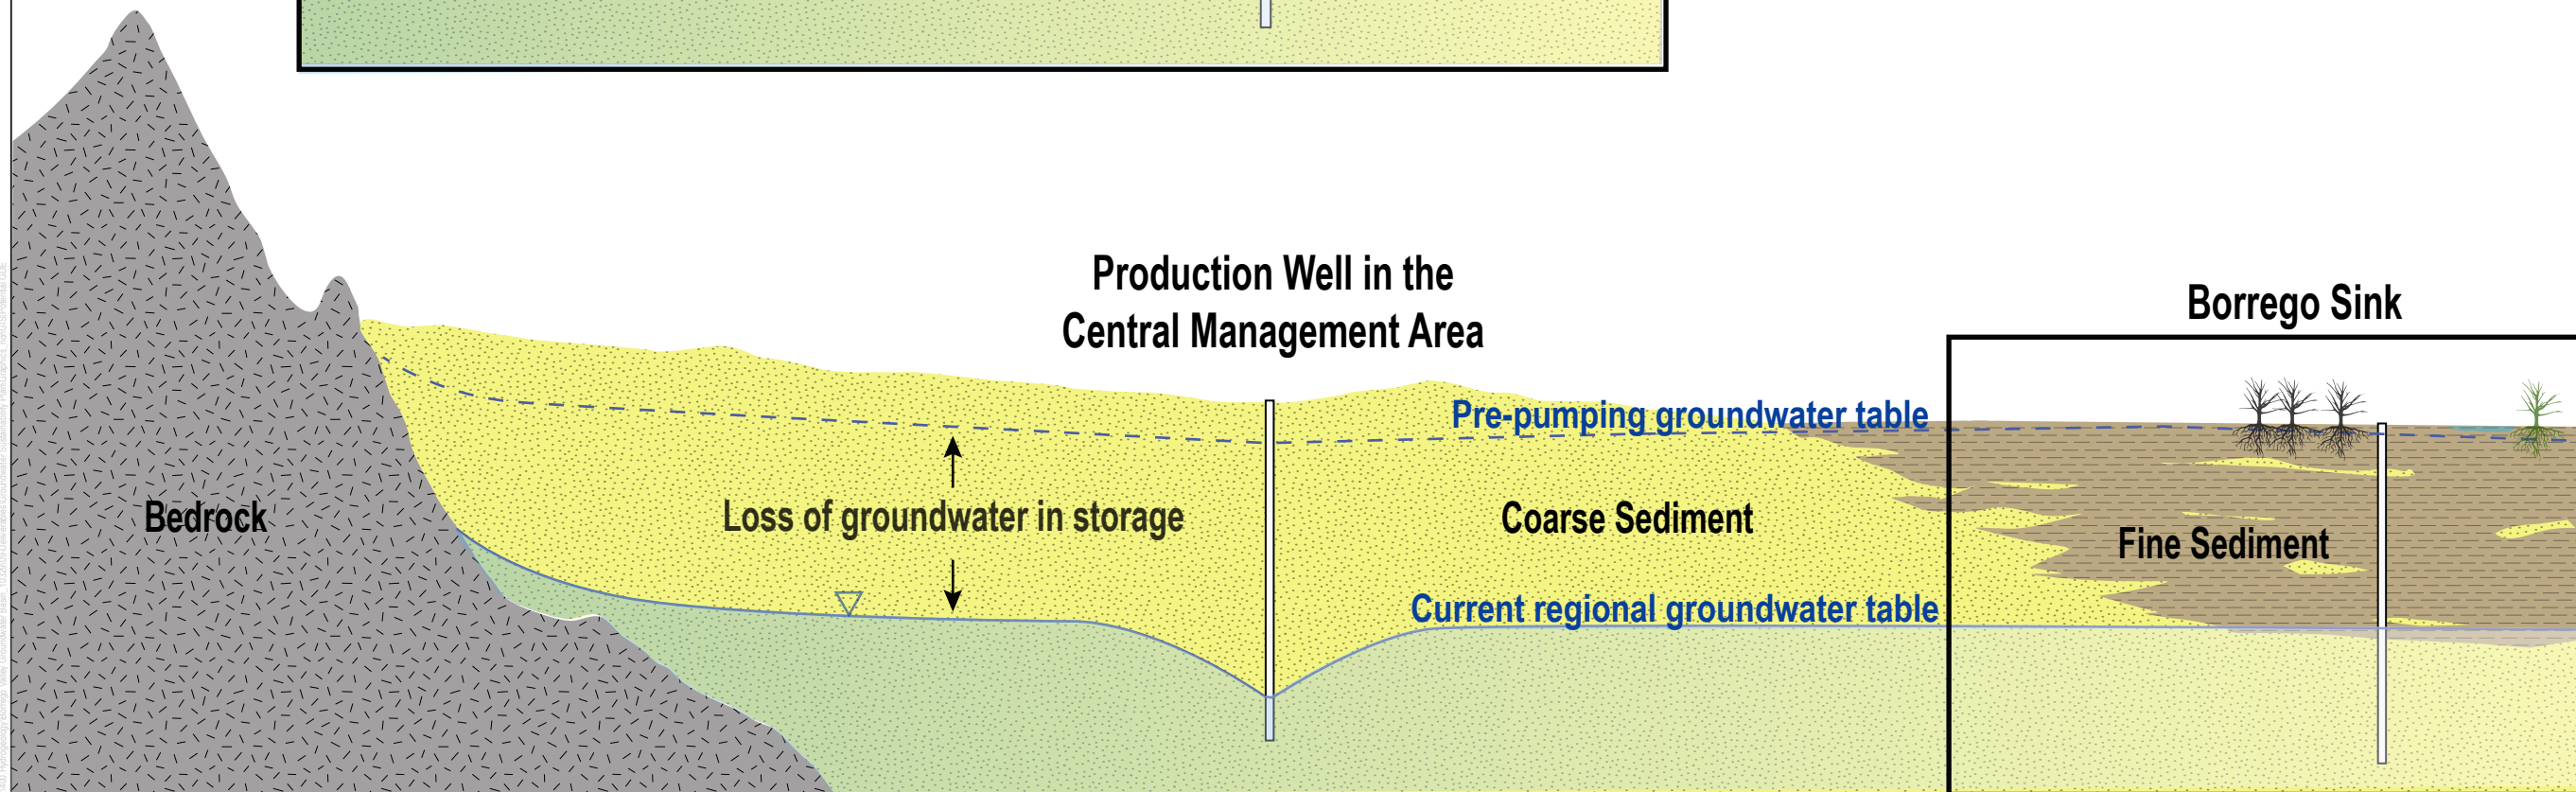 Production Well in the
Central Management Area
Borrego Sink
Pre-pumping groundwater table
Bedrock
Loss of groundwater in storage
Coarse Sediment
Fine Sediment
Current regional groundwater table